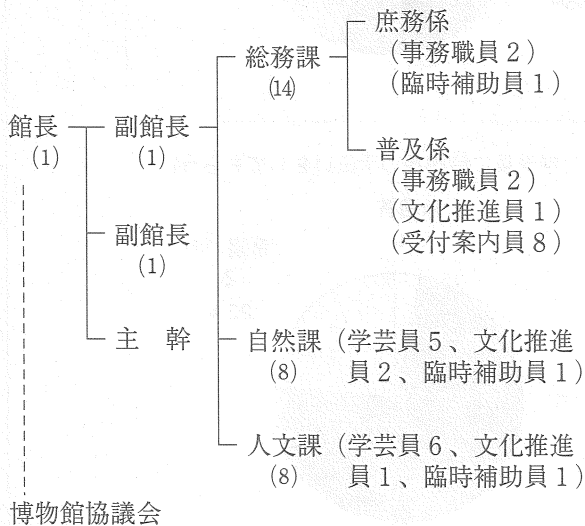 館長
(1)
副館長
(1)
副館長
(1)
主　幹
総務課
(14)
庶務係
(事務職員２)
(臨時補助員１)
普及係
(事務職員２)
(文化推進員１)
(受付案内員８)
自然課（学芸員５、文化推進
(8)　員２、臨時補助員１)
人文課（学芸員６、文化推進
(8)　員１、臨時補助員１)
博物館協議会